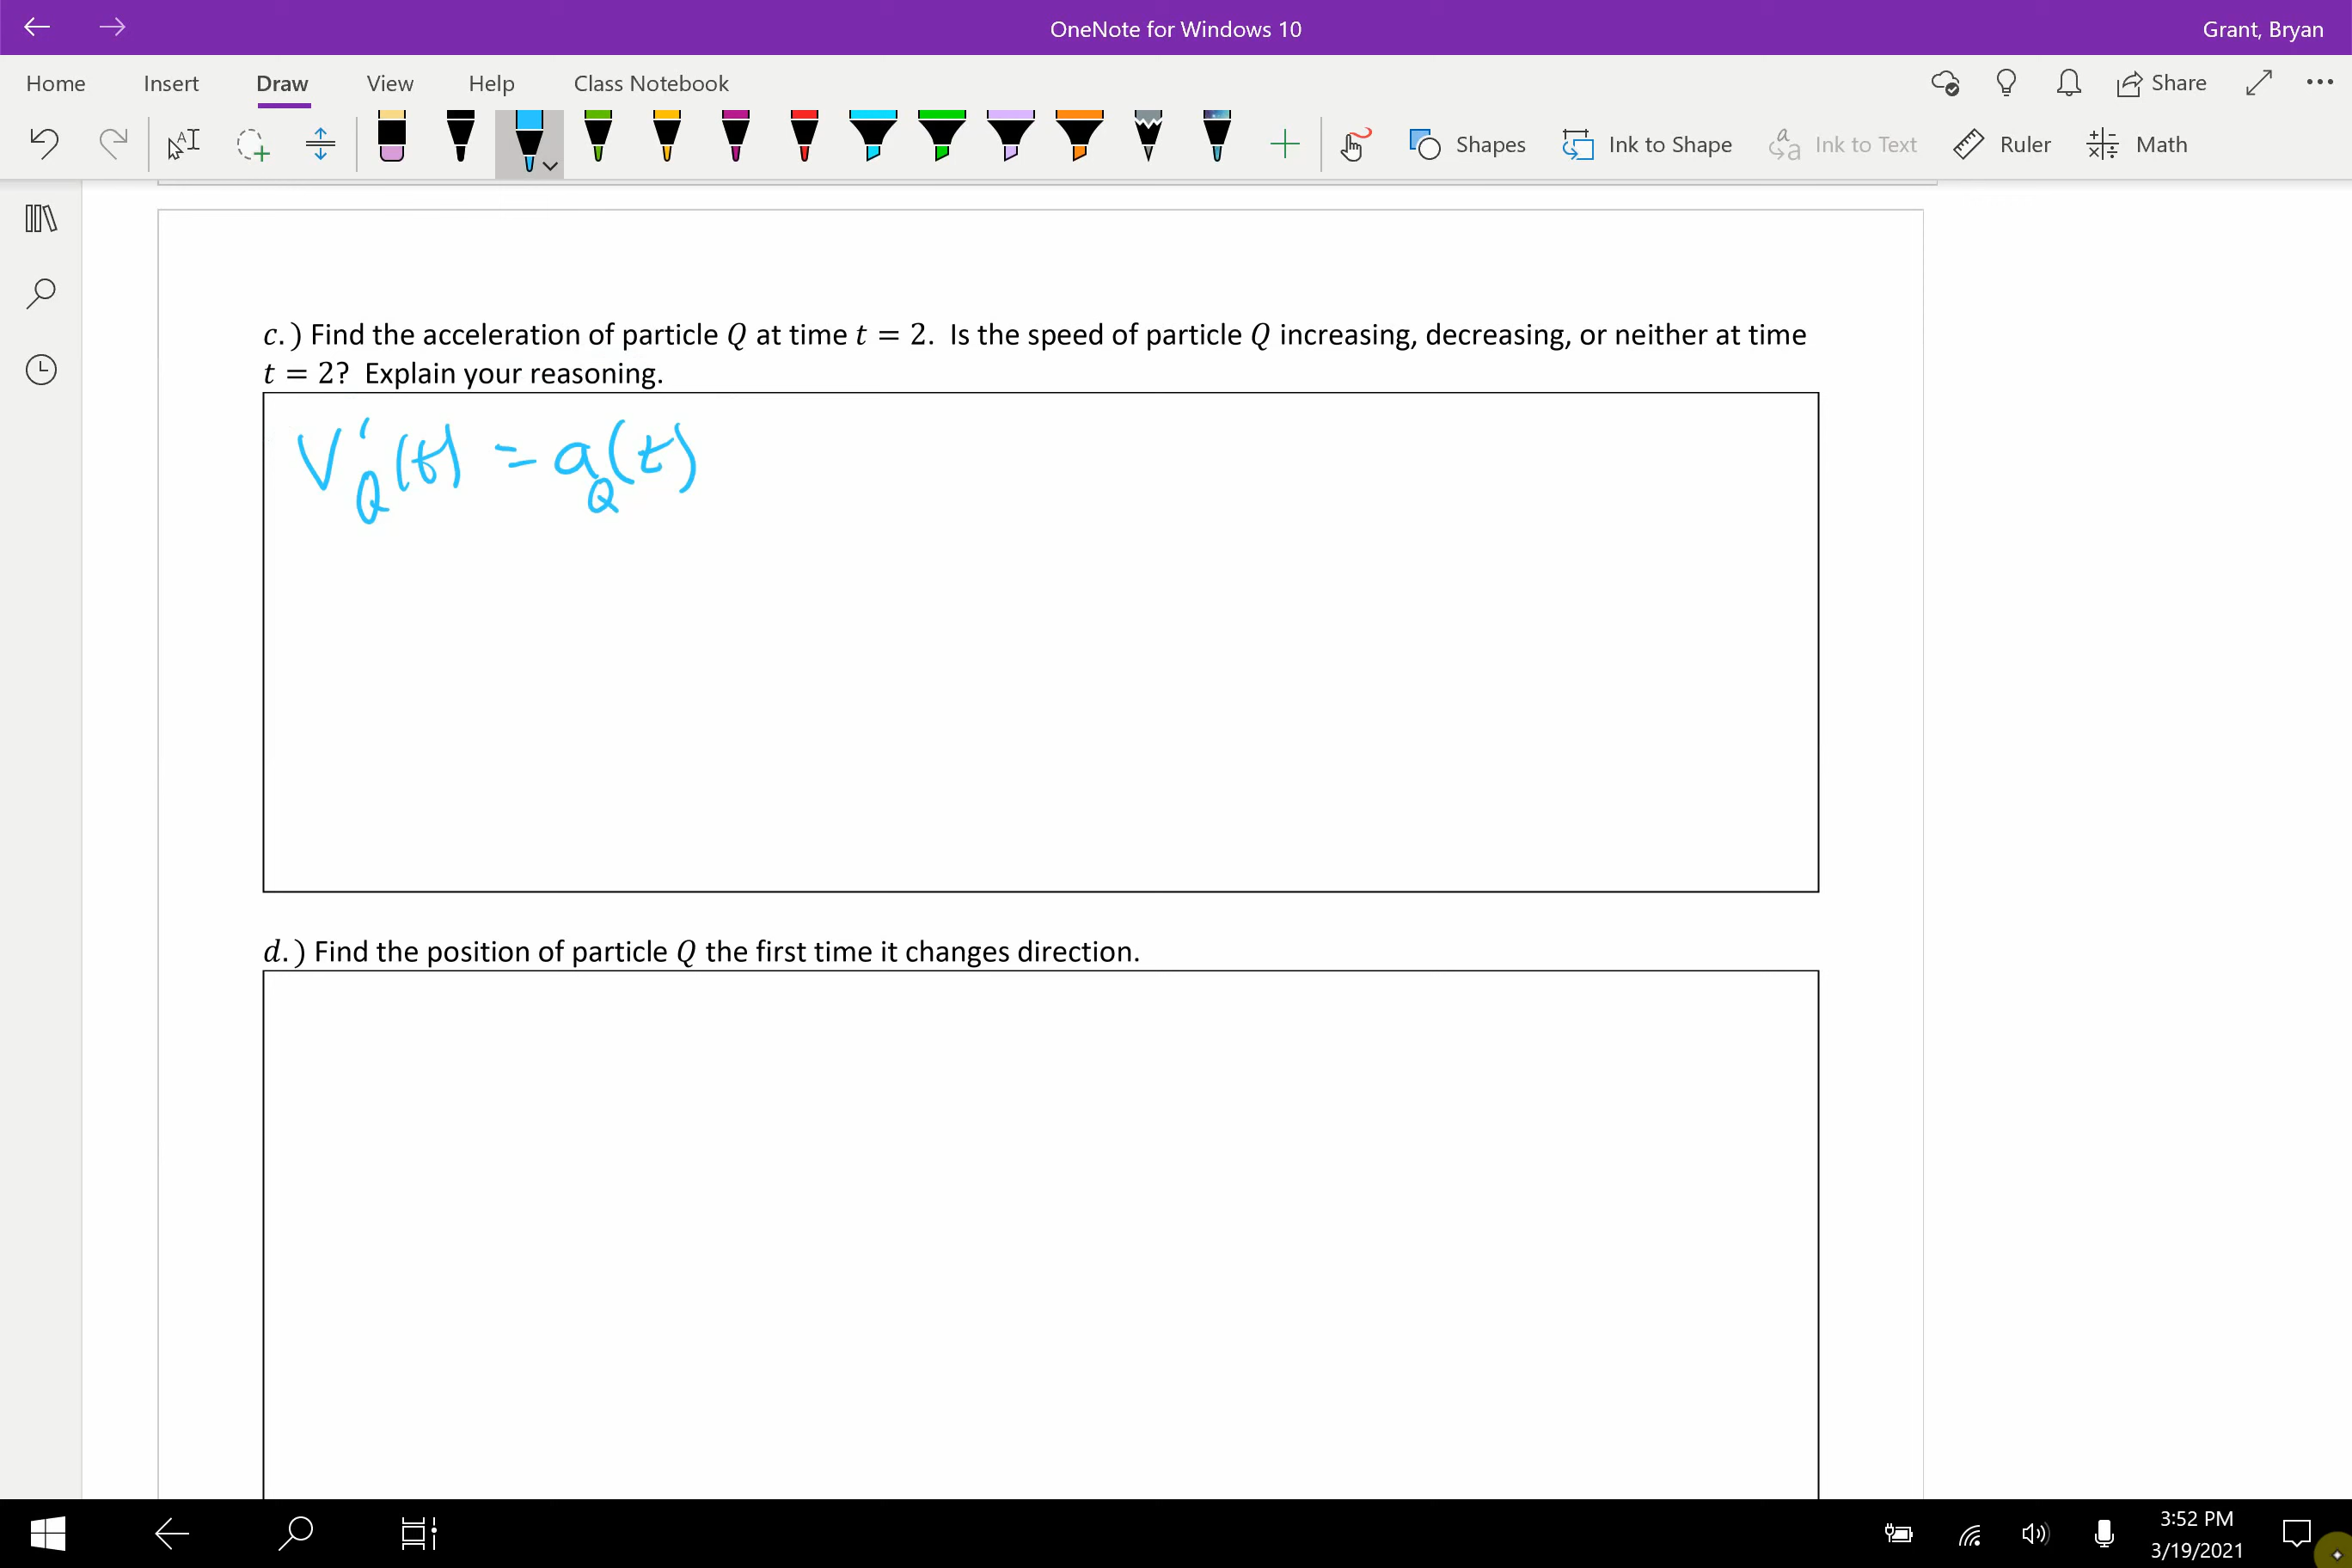 OneNote for Windows 10
Grant, Bryan
Home Insert Draw View Help Class Notebook Share
Shapes Ink to Shape Ink to Text Ruler Math
c.) Find the acceleration of particle Q at time t = 2. Is the speed of particle Q increasing, decreasing, or neither at time
t = 2? Explain your reasoning.
V'_Q(t) = a_Q(t)
d.) Find the position of particle Q the first time it changes direction.
3:52 PM
3/19/2021